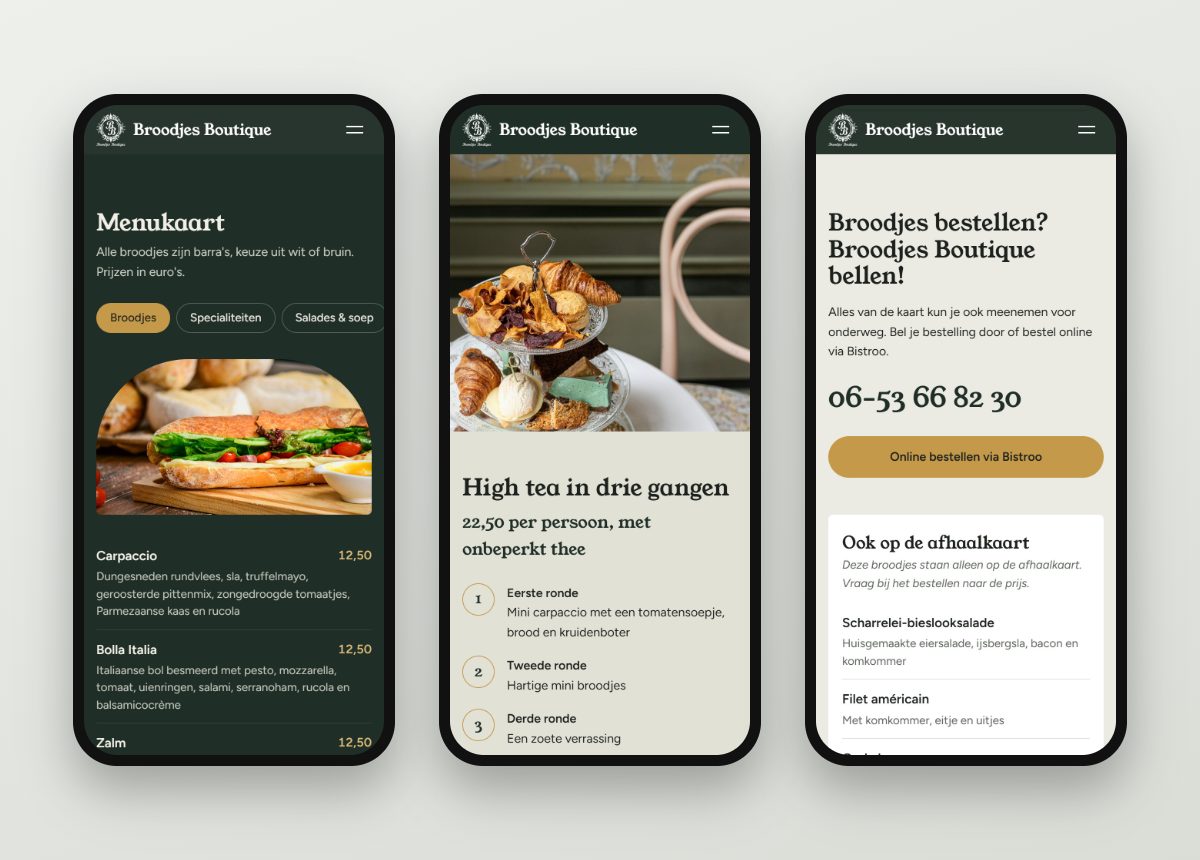 Broodjes Boutique
Broodjes Boutique
Menukaart
Alle broodjes zijn barra's, keuze uit wit of bruin.
Prijzen in euro's.
Broodjes
Specialiteiten
Salades & soep
Carpaccio 12,50
Dungesneden rundvlees, sla, truffelmayo,
geroosterde pittenmix, zongedroogde tomaatjes,
Parmezaanse kaas en rucola
Bolla Italia 12,50
Italiaanse bol besmeerd met pesto, mozzarella,
tomaat, uienringen, salami, serranoham, rucola en
balsamicocrème
Zalm 12,50
Broodjes Boutique
Broodjes Boutique
High tea in drie gangen
22,50 per persoon, met
onbeperkt thee
1 Eerste ronde
Mini carpaccio met een tomatensoepje,
brood en kruidenboter
2 Tweede ronde
Hartige mini broodjes
3 Derde ronde
Een zoete verrassing
Broodjes Boutique
Broodjes Boutique
Broodjes bestellen?
Broodjes Boutique
bellen!
Alles van de kaart kun je ook meenemen voor
onderweg. Bel je bestelling door of bestel online
via Bistroo.
06-53 66 82 30
Online bestellen via Bistroo
Ook op de afhaalkaart
Deze broodjes staan alleen op de afhaalkaart.
Vraag bij het bestellen naar de prijs.
Scharrelei-bieslooksalade
Huisgemaakte eiersalade, ijsbergsla, bacon en
komkommer
Filet américain
Met komkommer, eitje en uitjes